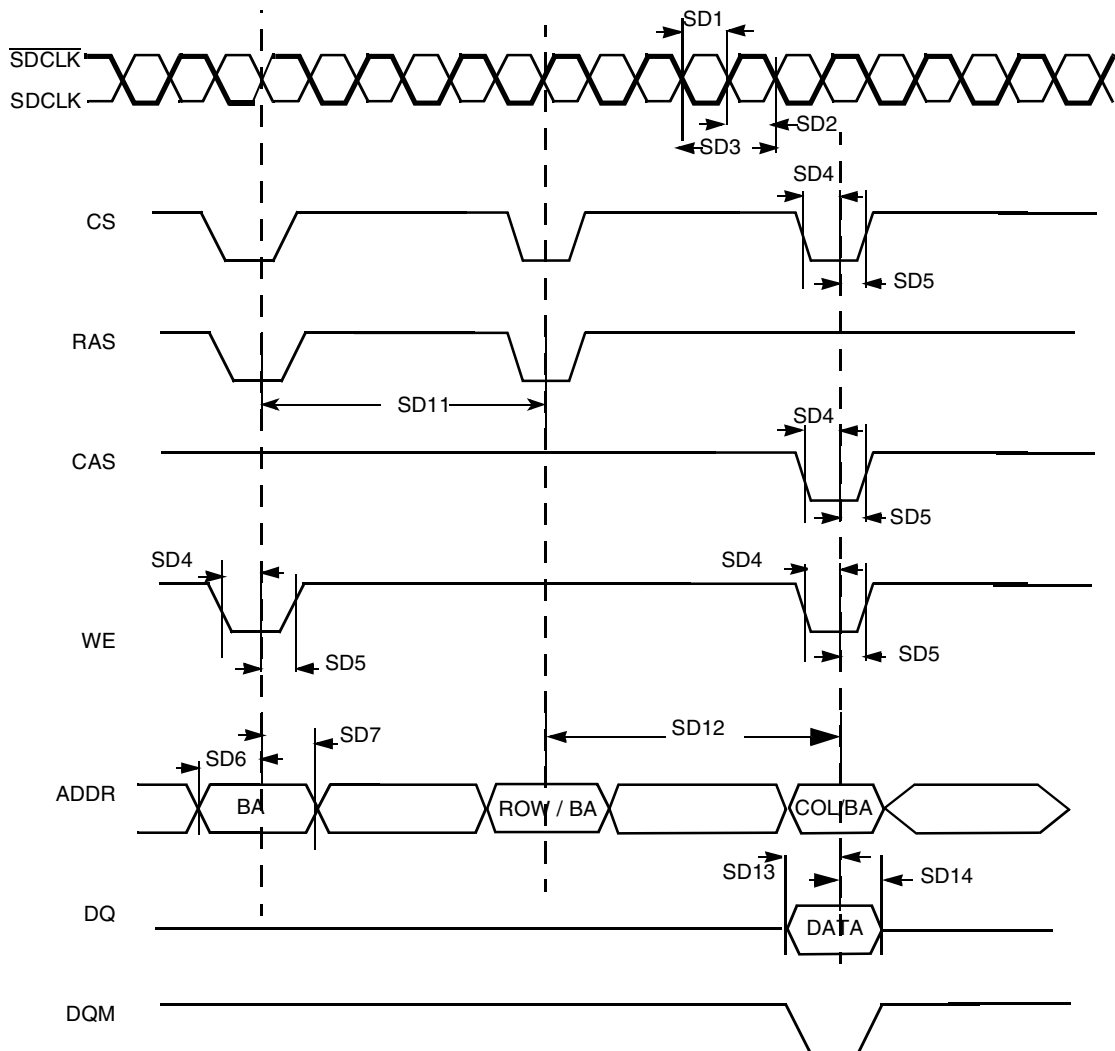 SD1
SDCLK
SDCLK
SD2
SD3
SD4
CS
SD5
RAS
SD11
SD4
CAS
SD5
SD4
SD4
WE
SD5
SD5
SD12
SD7
SD6
ADDR
BA
ROW / BA
COL/BA
SD13
SD14
DQ
DATA
DQM